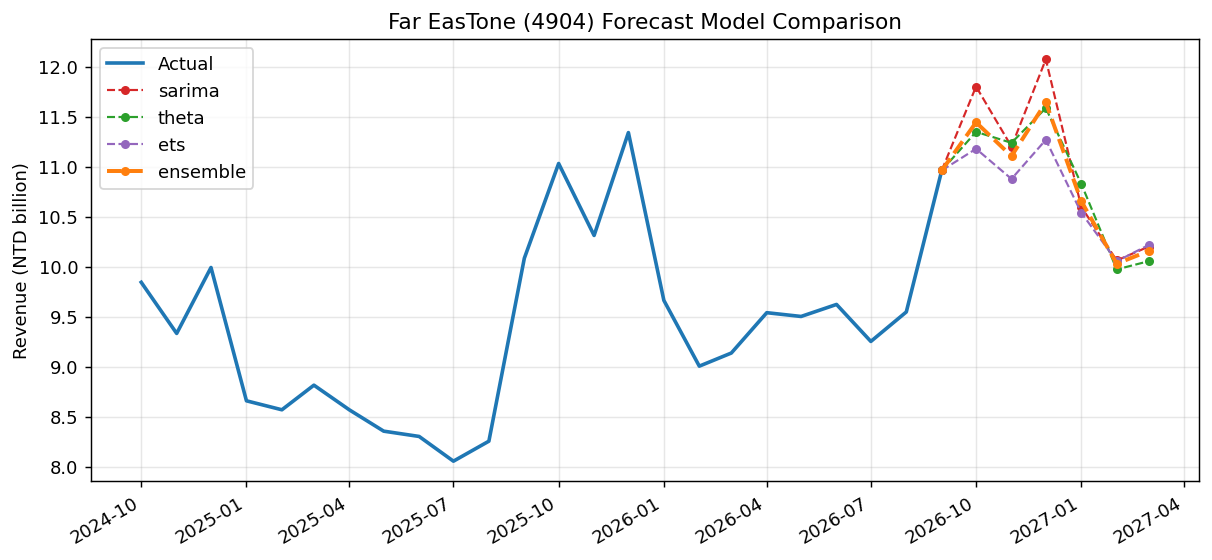 Far EasTone (4904) Forecast Model Comparison
Actual
sarima
theta
ets
ensemble
Revenue (NTD billion)
12.0
11.5
11.0
10.5
10.0
9.5
9.0
8.5
8.0
2024-10
2025-01
2025-04
2025-07
2025-10
2026-01
2026-04
2026-07
2026-10
2027-01
2027-04